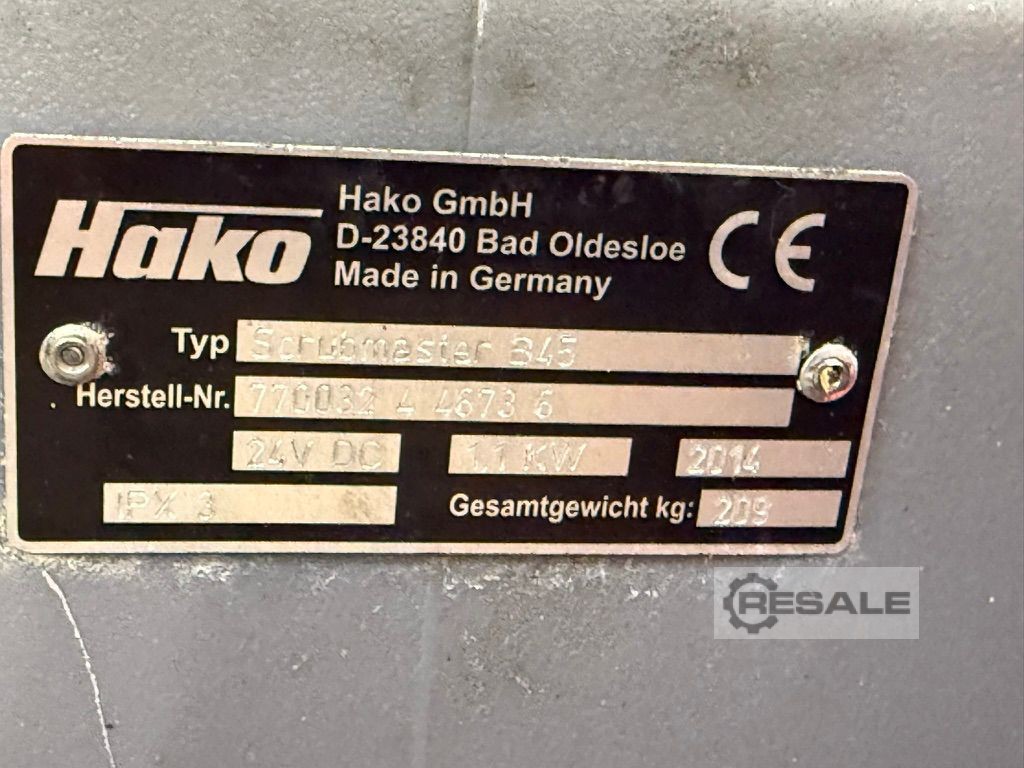 Hako
Hako GmbH
D-23840 Bad Oldesloe
Made in Germany
CE
Typ Scrubmaster B45
Herstell-Nr. 770032 4 4673 6
24V DC 1.1 KW 2014
IPX 3 Gesamtgewicht kg: 209
RESALE